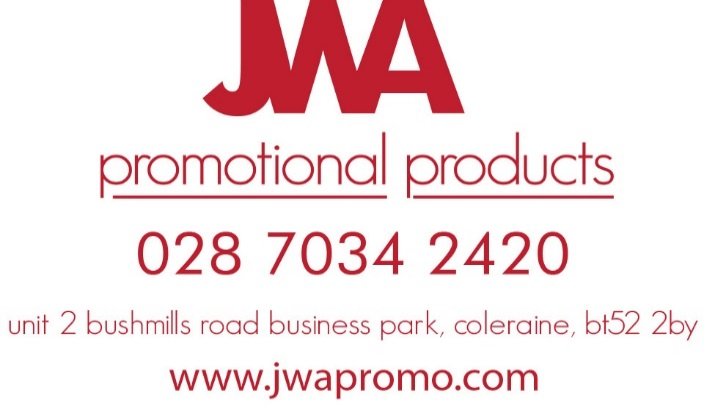 JWA
promotional products
028 7034 2420
unit 2 bushmills road business park, coleraine, bt52 2by
www.jwapromo.com